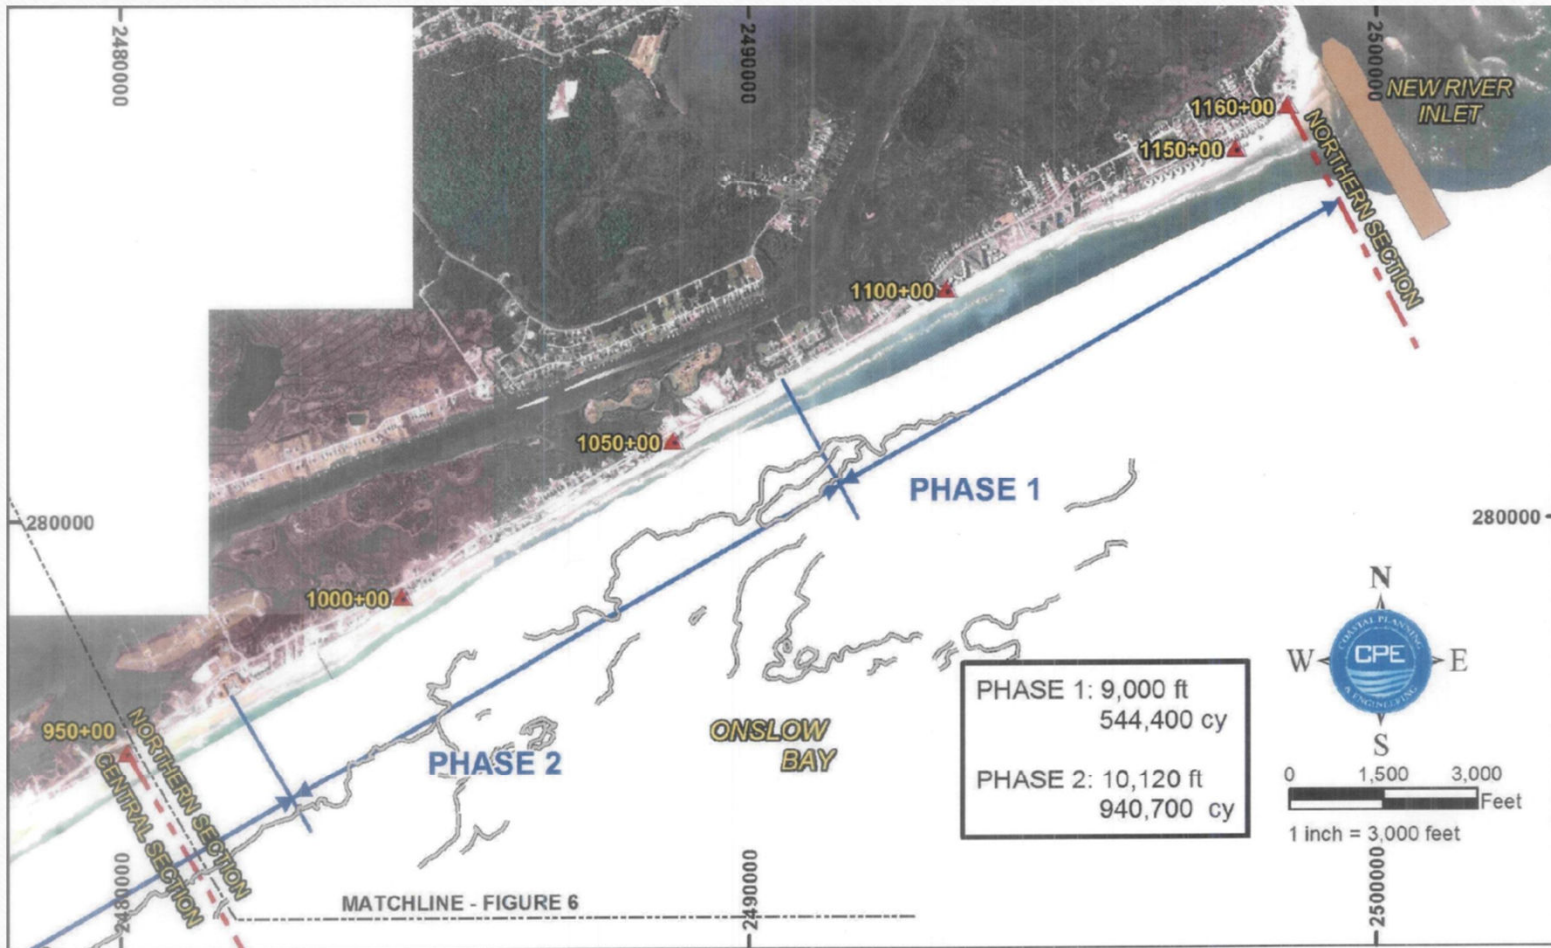 2480000
2490000
2500000
NEW RIVER
INLET
1160+00
1150+00
NORTHERN SECTION
1100+00
1050+00
PHASE 1
280000
280000
1000+00
N
W
COASTAL PLANNING
CPE
& ENGINEERING
E
S
PHASE 1: 9,000 ft
544,400 cy
PHASE 2: 10,120 ft
940,700 cy
ONSLOW
BAY
950+00
NORTHERN SECTION
CENTRAL SECTION
PHASE 2
0 1,500 3,000
Feet
1 inch = 3,000 feet
MATCHLINE - FIGURE 6
2480000
2490000
2500000